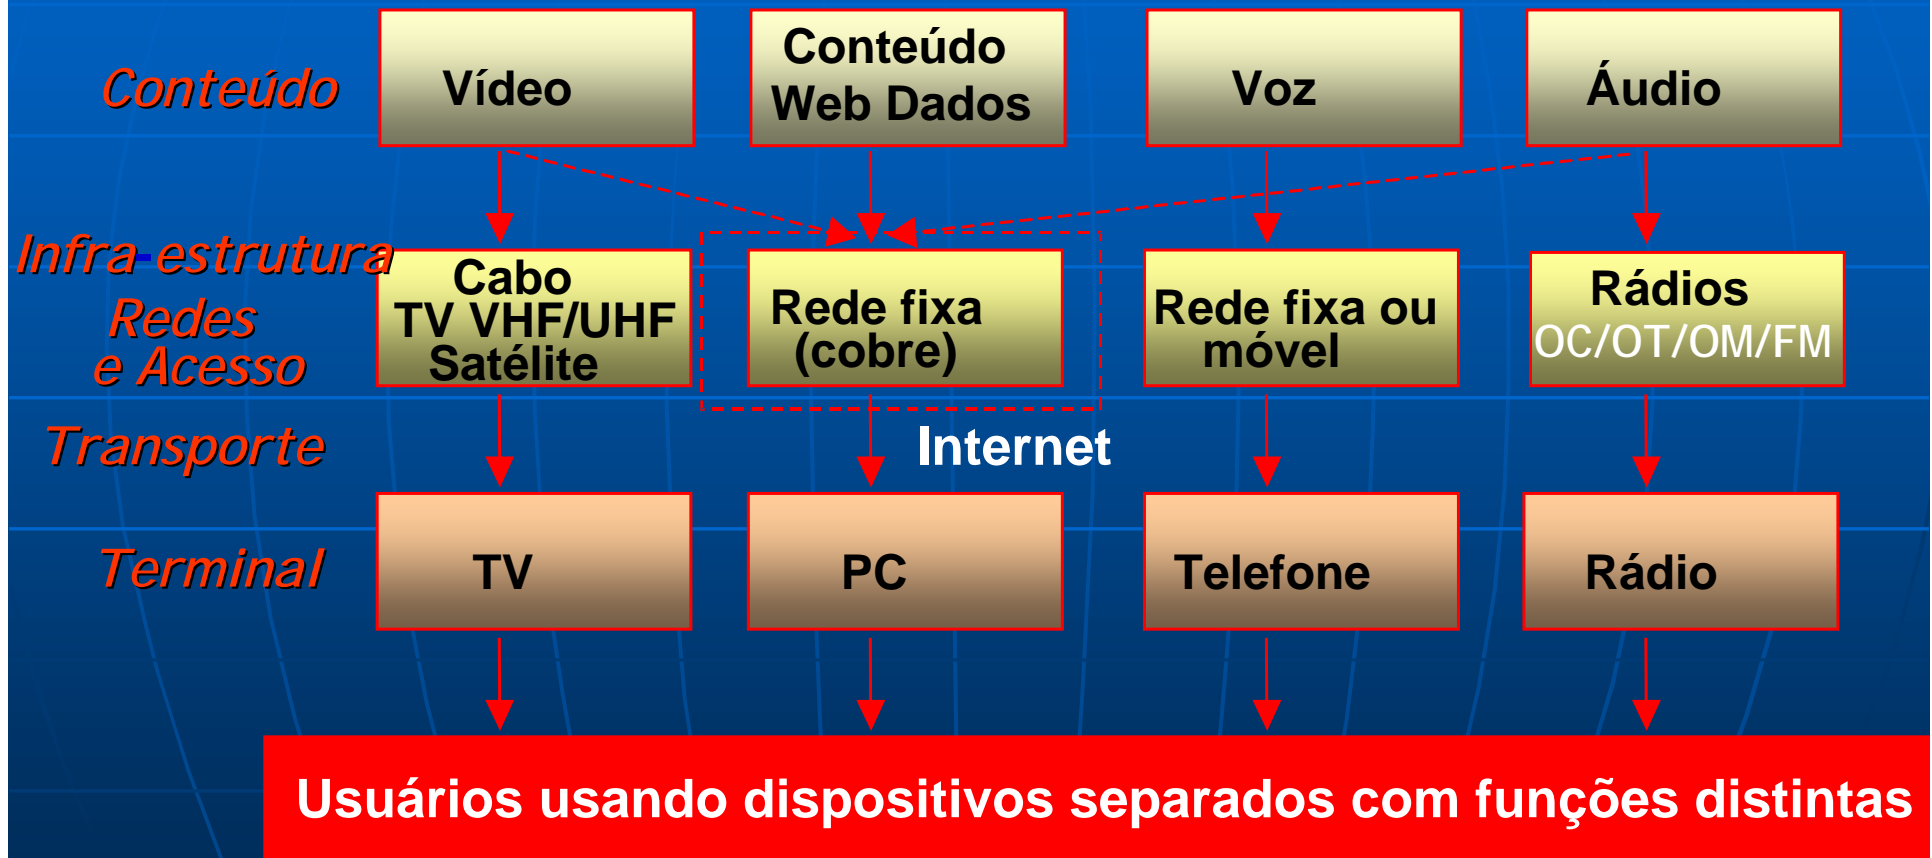 Conteúdo
Vídeo
Conteúdo
Web Dados
Voz
Áudio
Infra-estrutura
Redes
e Acesso
Cabo
TV VHF/UHF
Satélite
Rede fixa
(cobre)
Rede fixa ou
móvel
Rádios
OC/OT/OM/FM
Transporte
Internet
Terminal
TV
PC
Telefone
Rádio
Usuários usando dispositivos separados com funções distintas